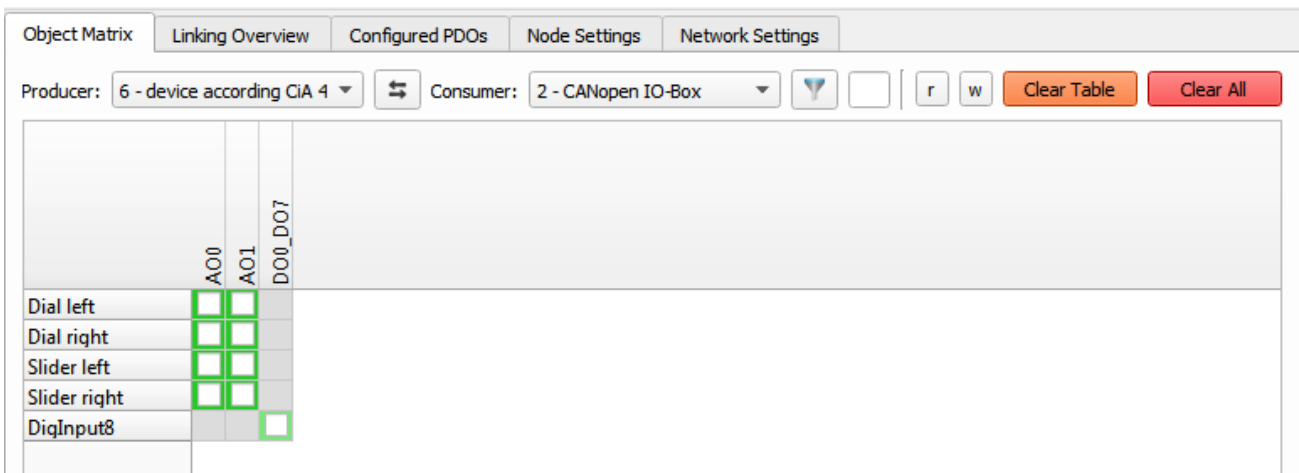 Object Matrix Linking Overview Configured PDOs Node Settings Network Settings
Producer: 6 - device according CiA 4 Consumer: 2 - CANopen IO-Box r w Clear Table Clear All
AO0 AO1 DO0_DO7
Dial left
Dial right
Slider left
Slider right
DigInput8